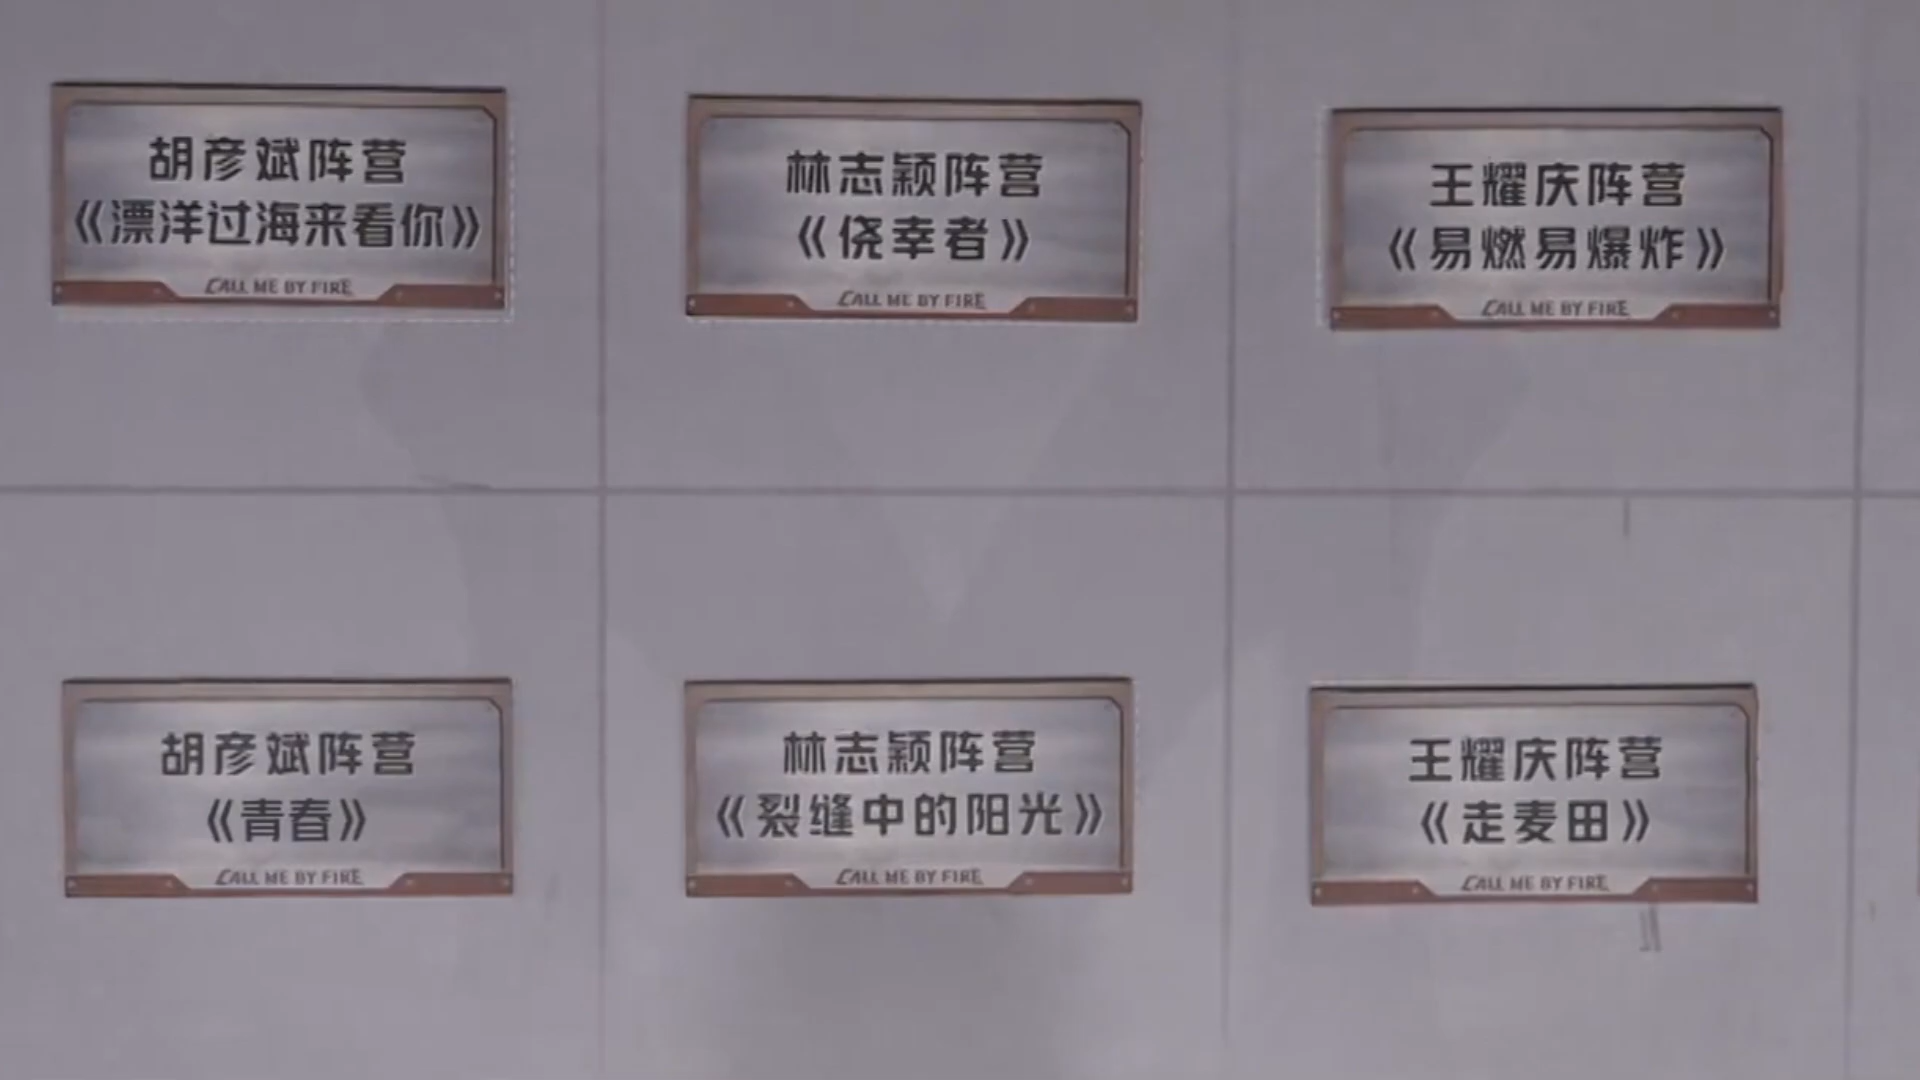 胡彦斌阵营
《漂洋过海来看你》
CALL ME BY FIRE
林志颖阵营
《侥幸者》
CALL ME BY FIRE
王耀庆阵营
《易燃易爆炸》
CALL ME BY FIRE
胡彦斌阵营
《青春》
CALL ME BY FIRE
林志颖阵营
《裂缝中的阳光》
CALL ME BY FIRE
王耀庆阵营
《走麦田》
CALL ME BY FIRE